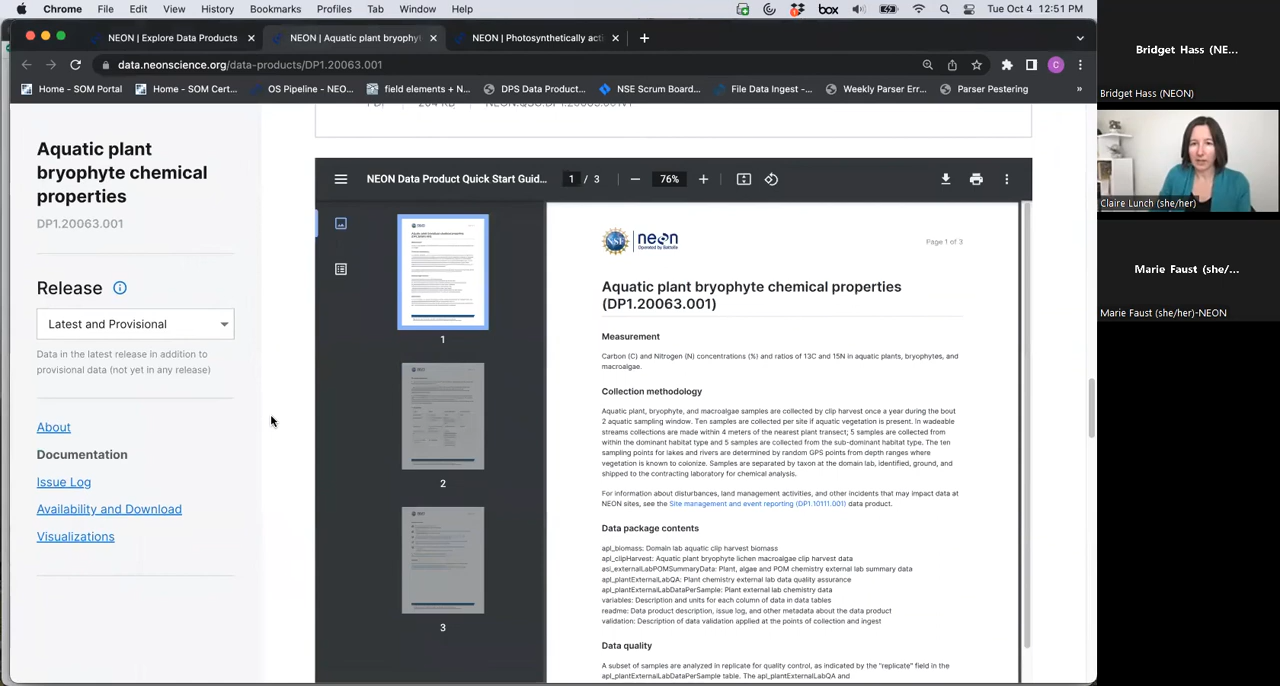 Chrome File Edit View History Bookmarks Profiles Tab Window Help box Tue Oct 4 12:51 PM
NEON | Explore Data Products
NEON | Aquatic plant bryophy
NEON | Photosynthetically acti
data.neonscience.org/data-products/DP1.20063.001
C
Home - SOM Portal
Home - SOM Cert...
OS Pipeline - NEO...
field elements + N...
DPS Data Product...
NSE Scrum Board...
File Data Ingest -...
Weekly Parser Err...
Parser Pestering
»
Aquatic plant
bryophyte chemical
properties
DP1.20063.001
Release
Latest and Provisional
Data in the latest release in addition to
provisional data (not yet in any release)
About
Documentation
Issue Log
Availability and Download
Visualizations
NEON Data Product Quick Start Guid...
1 / 3
76%
1
2
3
NSF
neon
Operated by Battelle
Page 1 of 3
Aquatic plant bryophyte chemical properties
(DP1.20063.001)
Measurement
Carbon (C) and Nitrogen (N) concentrations (%) and ratios of 13C and 15N in aquatic plants, bryophytes, and
macroalgae.
Collection methodology
Aquatic plant, bryophyte, and macroalgae samples are collected by clip harvest once a year during the bout
2 aquatic sampling window. Ten samples are collected per site if aquatic vegetation is present. In wadeable
streams collections are made within 4 meters of the nearest plant transect; 5 samples are collected from
within the dominant habitat type and 5 samples are collected from the sub-dominant habitat type. The ten
sampling points for lakes and rivers are determined by random GPS points from depth ranges where
vegetation is known to colonize. Samples are separated by taxon at the domain lab, identified, ground, and
shipped to the contracting laboratory for chemical analysis.
For information about disturbances, land management activities, and other incidents that may impact data at
NEON sites, see the Site management and event reporting (DP1.10111.001) data product.
Data package contents
apl_biomass: Domain lab aquatic clip harvest biomass
apl_clipHarvest: Aquatic plant bryophyte lichen macroalgae clip harvest data
asi_externalLabPOMSummaryData: Plant, algae and POM chemistry external lab summary data
apl_plantExternalLabQA: Plant chemistry external lab data quality assurance
apl_plantExternalLabDataPerSample: Plant external lab chemistry data
variables: Description and units for each column of data in data tables
readme: Data product description, issue log, and other metadata about the data product
validation: Description of data validation applied at the points of collection and ingest
Data quality
A subset of samples are analyzed in replicate for quality control, as indicated by the "replicate" field in the
apl_plantExternalLabDataPerSample table. The apl_plantExternalLabQA and
Bridget Hass (NE...
Bridget Hass (NEON)
Claire Lunch (she/her)
Marie Faust (she/...
Marie Faust (she/her)-NEON